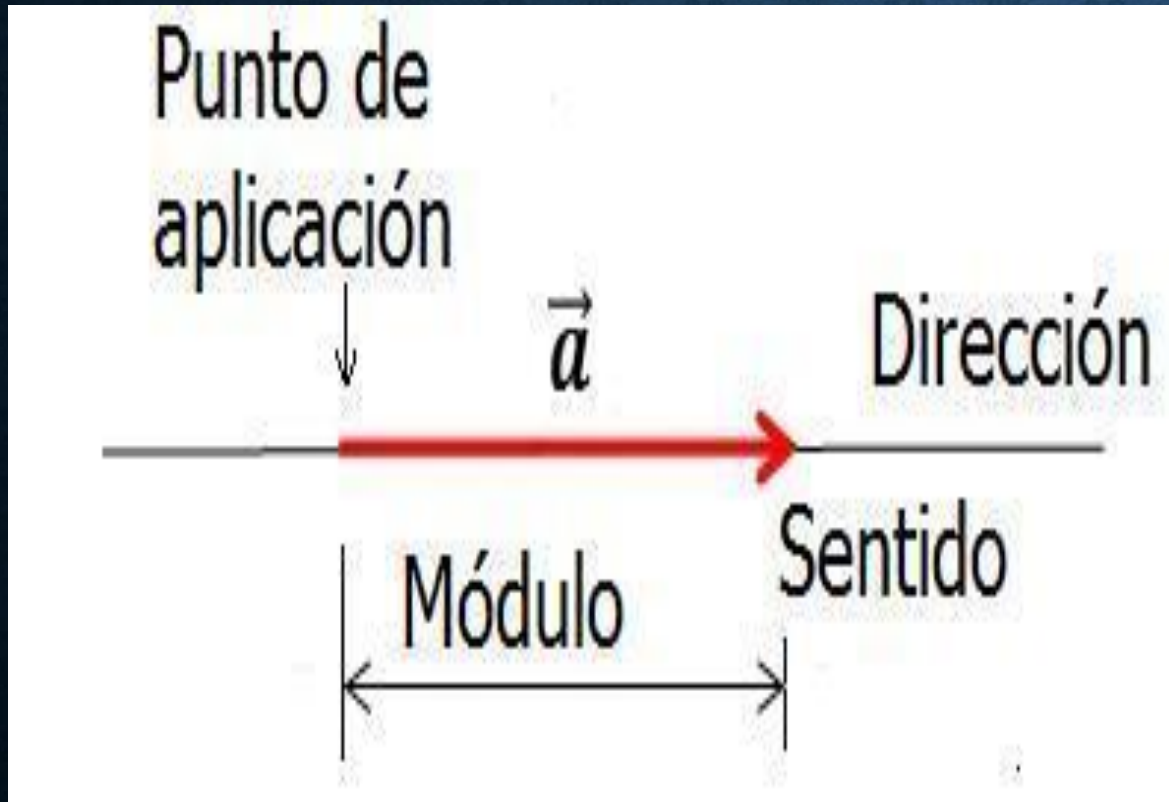 Punto de
aplicación
a⃗
Dirección
Sentido
Módulo